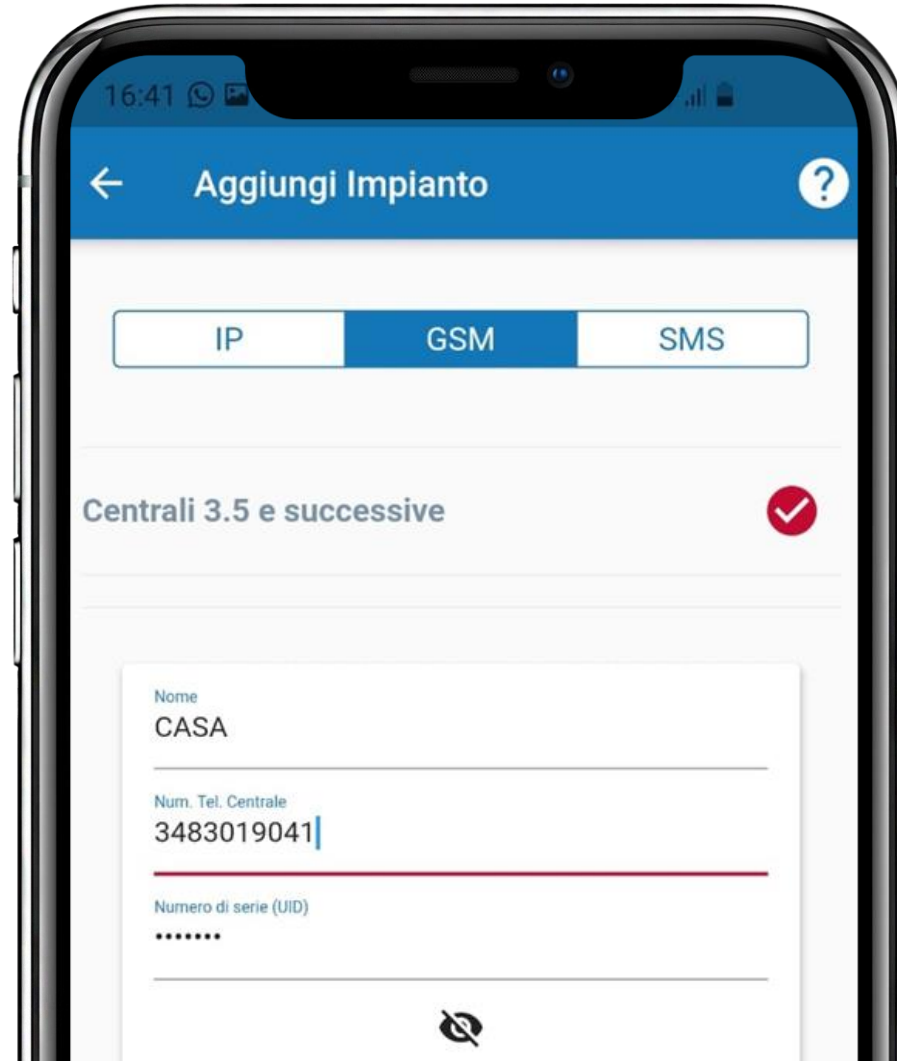 16:41
Aggiungi Impianto
?
IP GSM SMS
Centrali 3.5 e successive
Nome
CASA
Num. Tel. Centrale
3483019041
Numero di serie (UID)
•••••••